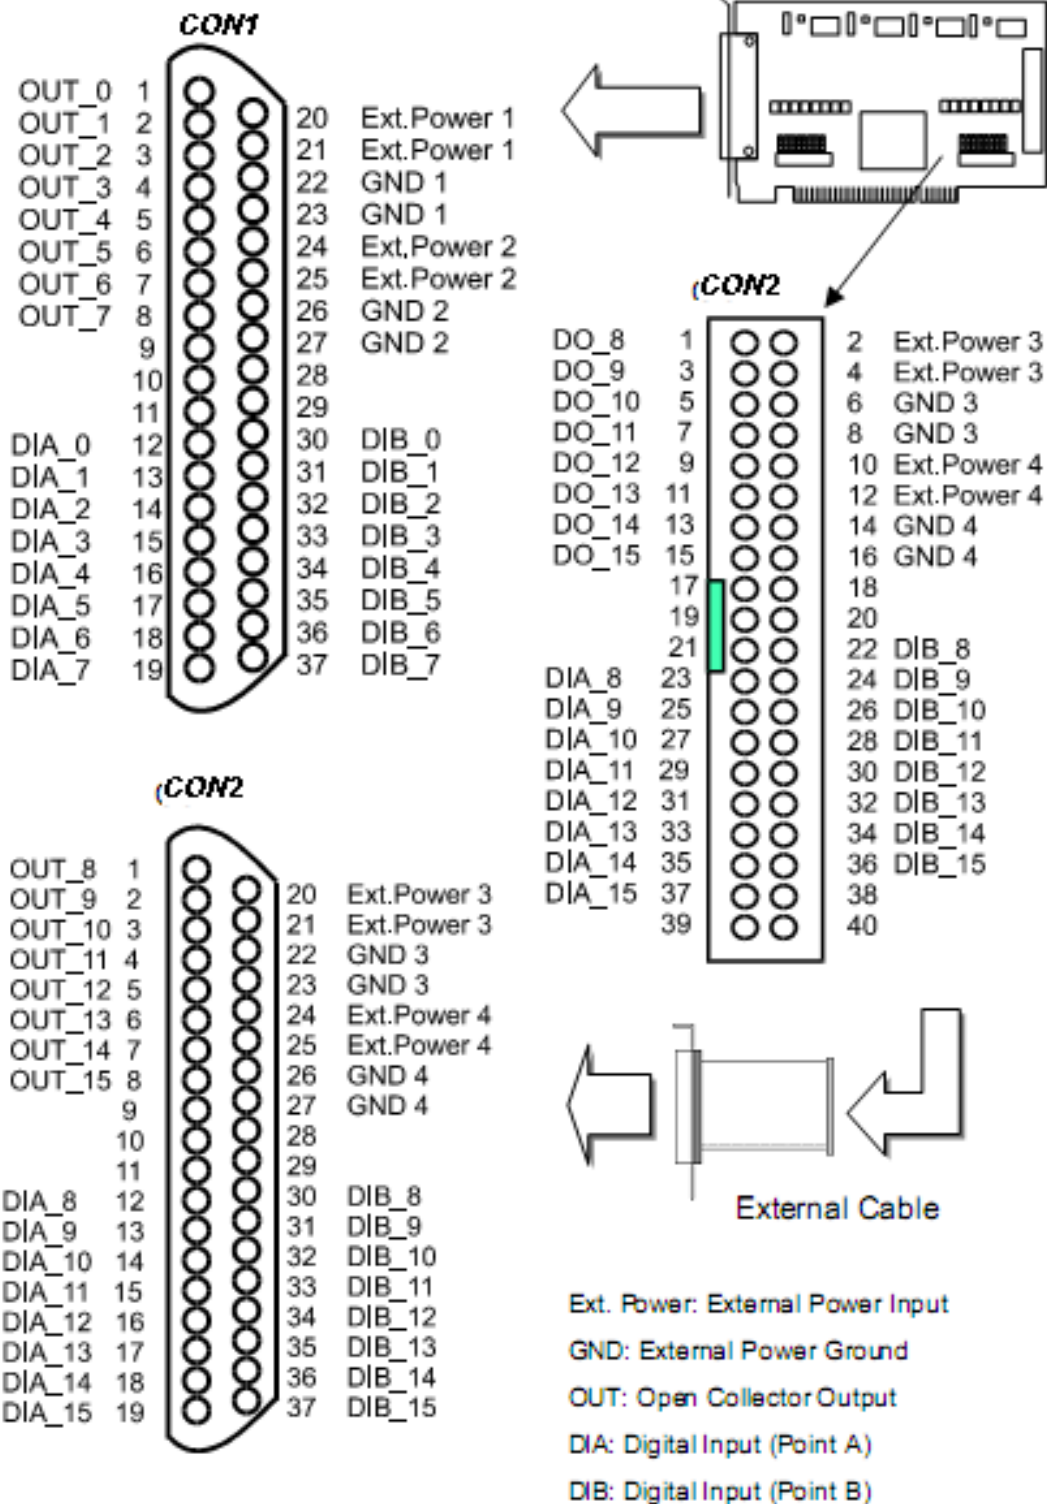 CON1
OUT_0 1
OUT_1 2
OUT_2 3
OUT_3 4
OUT_4 5
OUT_5 6
OUT_6 7
OUT_7 8
9
10
11
DIA_0 12
DIA_1 13
DIA_2 14
DIA_3 15
DIA_4 16
DIA_5 17
DIA_6 18
DIA_7 19
20 Ext.Power 1
21 Ext.Power 1
22 GND 1
23 GND 1
24 Ext.Power 2
25 Ext.Power 2
26 GND 2
27 GND 2
28
29
30 DIB_0
31 DIB_1
32 DIB_2
33 DIB_3
34 DIB_4
35 DIB_5
36 DIB_6
37 DIB_7
(CON2
DO_8 1 2 Ext.Power 3
DO_9 3 4 Ext.Power 3
DO_10 5 6 GND 3
DO_11 7 8 GND 3
DO_12 9 10 Ext.Power 4
DO_13 11 12 Ext.Power 4
DO_14 13 14 GND 4
DO_15 15 16 GND 4
17 18
19 20
21 22 DIB_8
DIA_8 23 24 DIB_9
DIA_9 25 26 DIB_10
DIA_10 27 28 DIB_11
DIA_11 29 30 DIB_12
DIA_12 31 32 DIB_13
DIA_13 33 34 DIB_14
DIA_14 35 36 DIB_15
DIA_15 37 38
39 40
(CON2
OUT_8 1
OUT_9 2
OUT_10 3
OUT_11 4
OUT_12 5
OUT_13 6
OUT_14 7
OUT_15 8
9
10
11
DIA_8 12
DIA_9 13
DIA_10 14
DIA_11 15
DIA_12 16
DIA_13 17
DIA_14 18
DIA_15 19
20 Ext.Power 3
21 Ext.Power 3
22 GND 3
23 GND 3
24 Ext.Power 4
25 Ext.Power 4
26 GND 4
27 GND 4
28
29
30 DIB_8
31 DIB_9
32 DIB_10
33 DIB_11
34 DIB_12
35 DIB_13
36 DIB_14
37 DIB_15
External Cable
Ext. Power: External Power Input
GND: External Power Ground
OUT: Open Collector Output
DIA: Digital Input (Point A)
DIB: Digital Input (Point B)